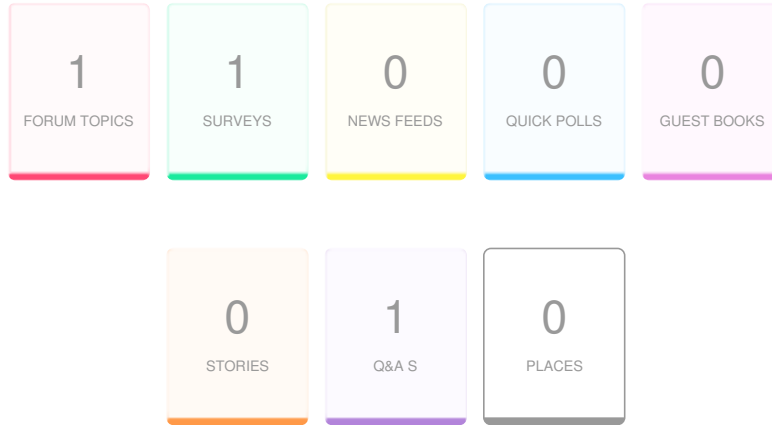 1
FORUM TOPICS
1
SURVEYS
0
NEWS FEEDS
0
QUICK POLLS
0
GUEST BOOKS
0
STORIES
1
Q&A S
0
PLACES